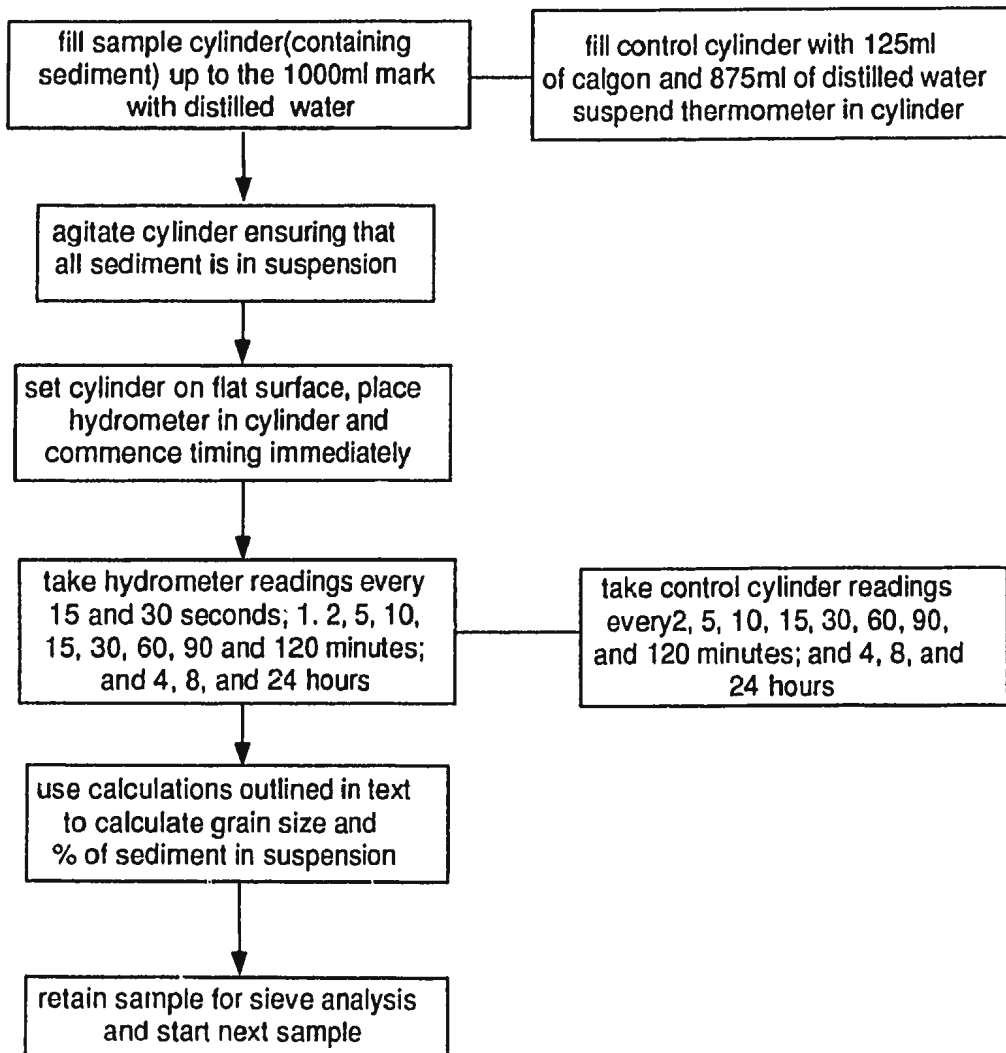 fill sample cylinder(containing
sediment) up to the 1000ml mark
with distilled water
fill control cylinder with 125ml
of calgon and 875ml of distilled water
suspend thermometer in cylinder
agitate cylinder ensuring that
all sediment is in suspension
set cylinder on flat surface, place
hydrometer in cylinder and
commence timing immediately
take hydrometer readings every
15 and 30 seconds; 1. 2, 5, 10,
15, 30, 60, 90 and 120 minutes;
and 4, 8, and 24 hours
take control cylinder readings
every2, 5, 10, 15, 30, 60, 90,
and 120 minutes; and 4, 8, and
24 hours
use calculations outlined in text
to calculate grain size and
% of sediment in suspension
retain sample for sieve analysis
and start next sample